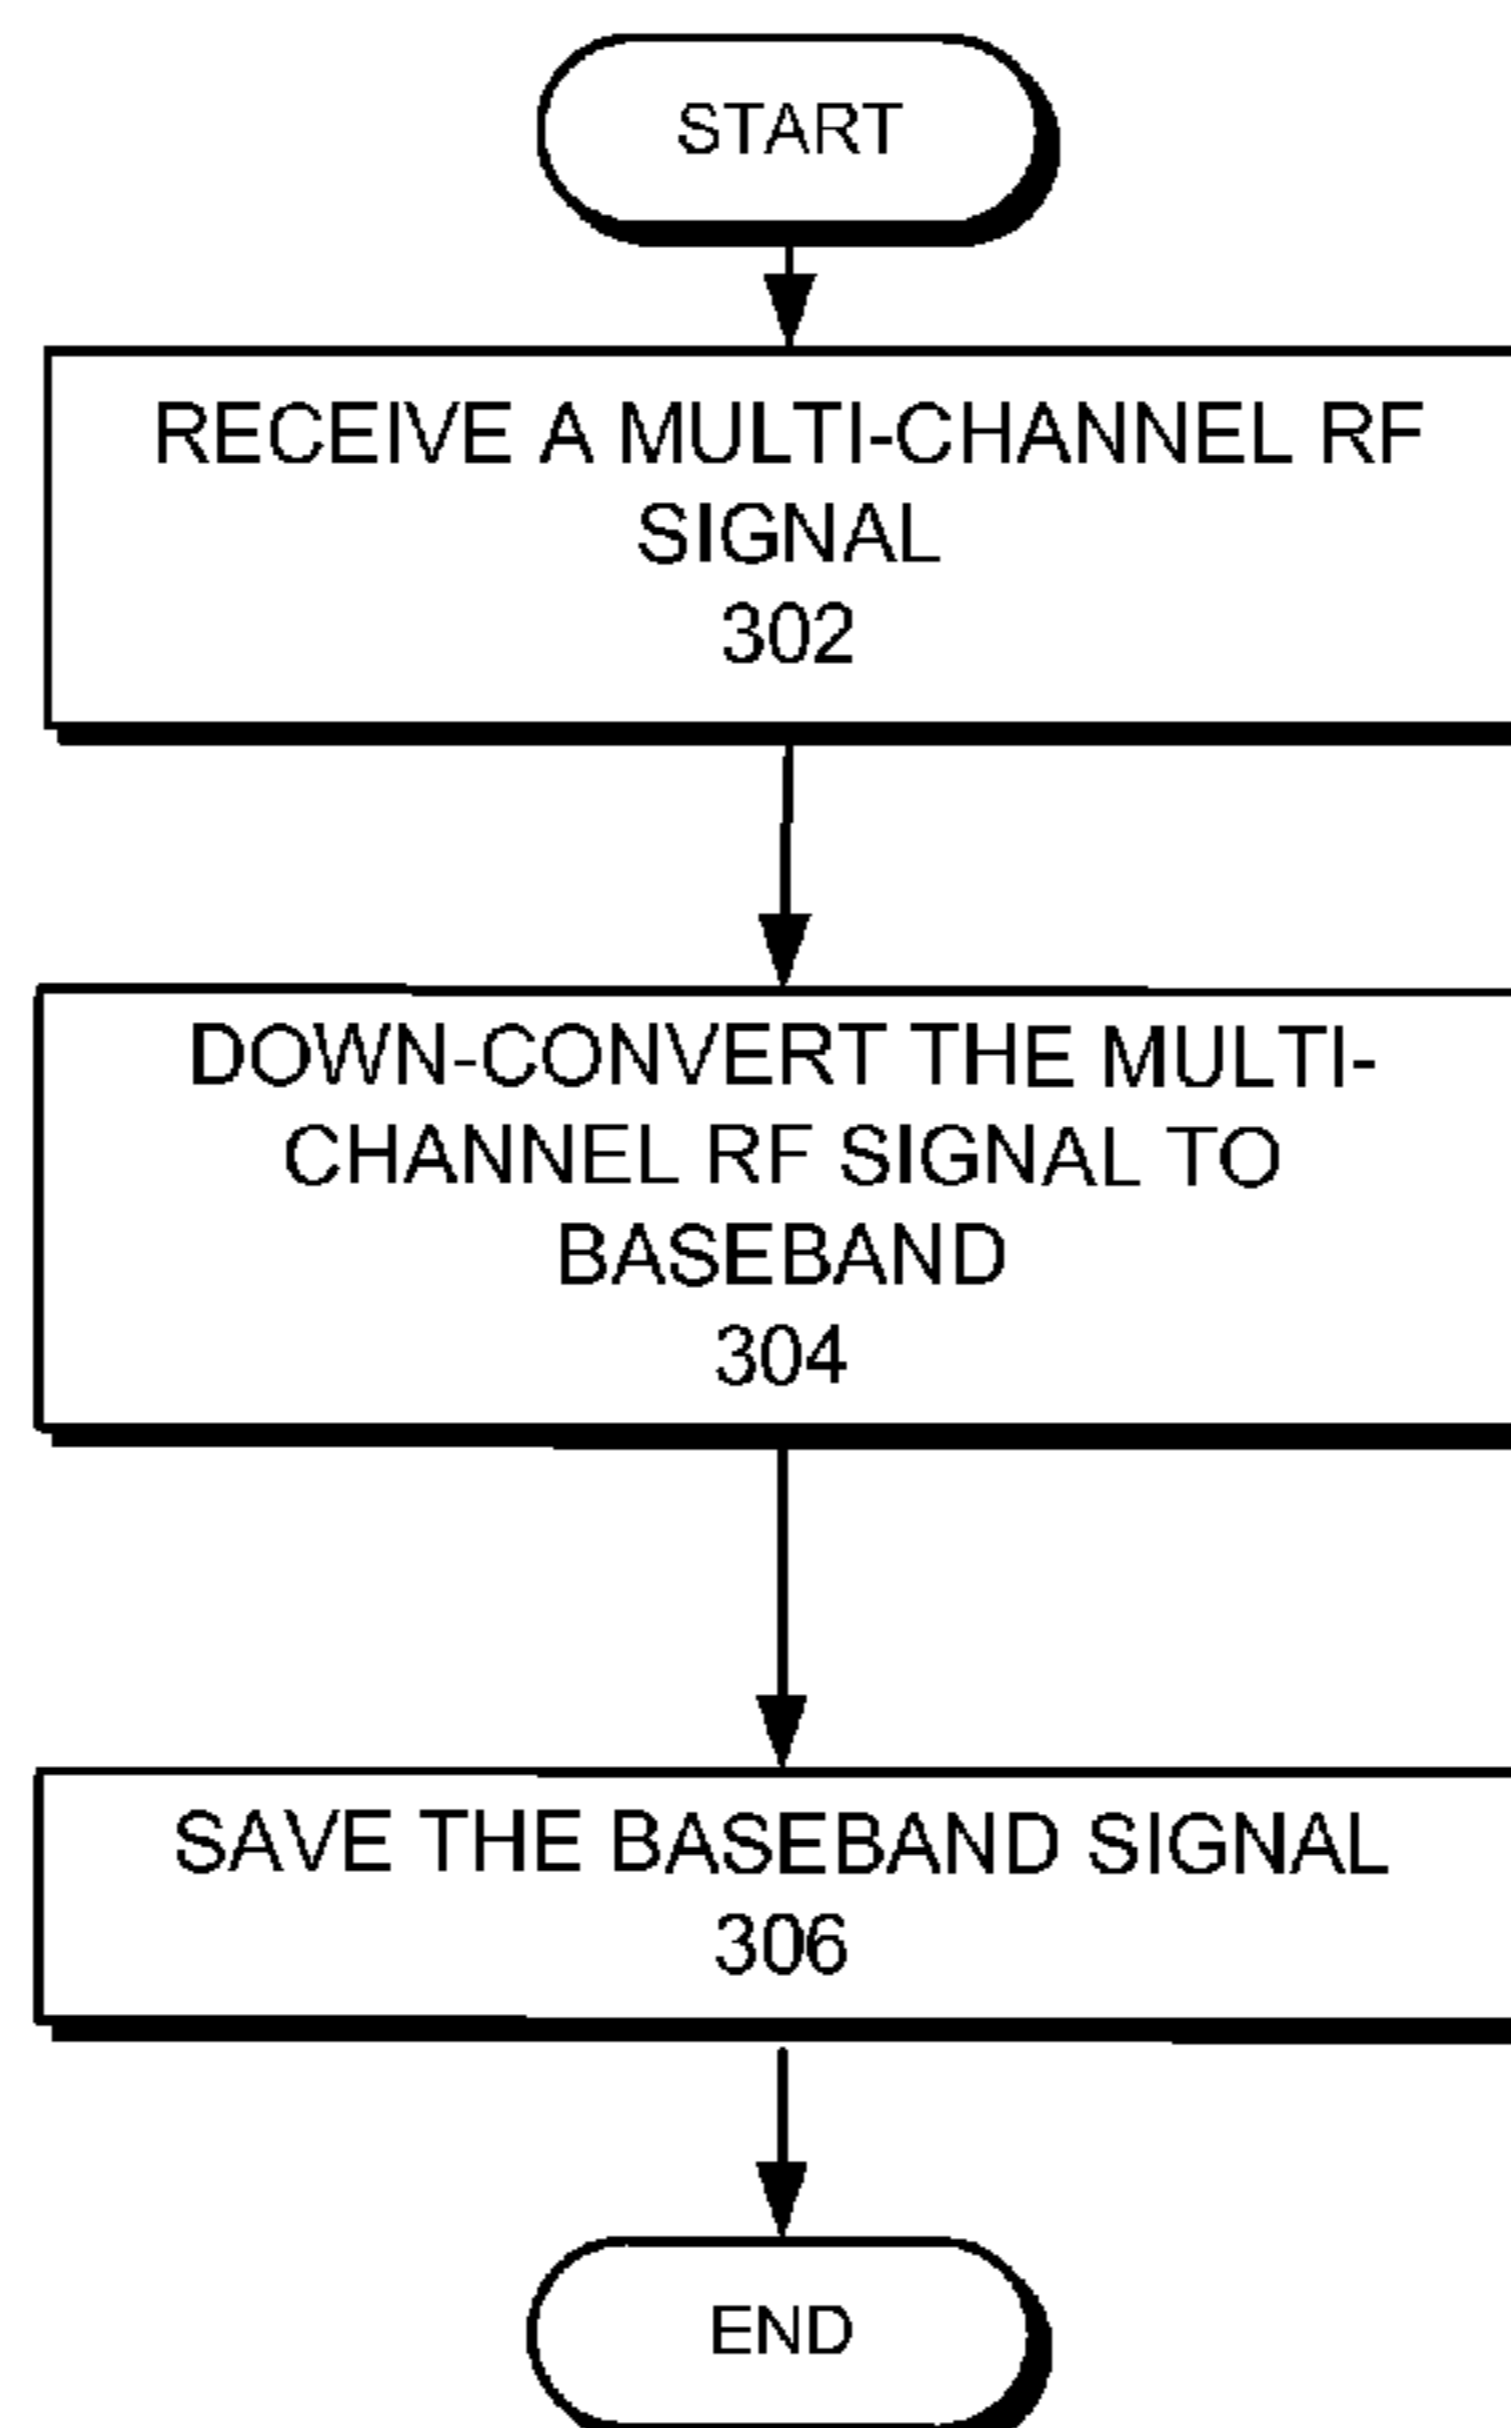 START
RECEIVE A MULTI-CHANNEL RF
SIGNAL
302
DOWN-CONVERT THE MULTI-
CHANNEL RF SIGNAL TO
BASEBAND
304
SAVE THE BASEBAND SIGNAL
306
END